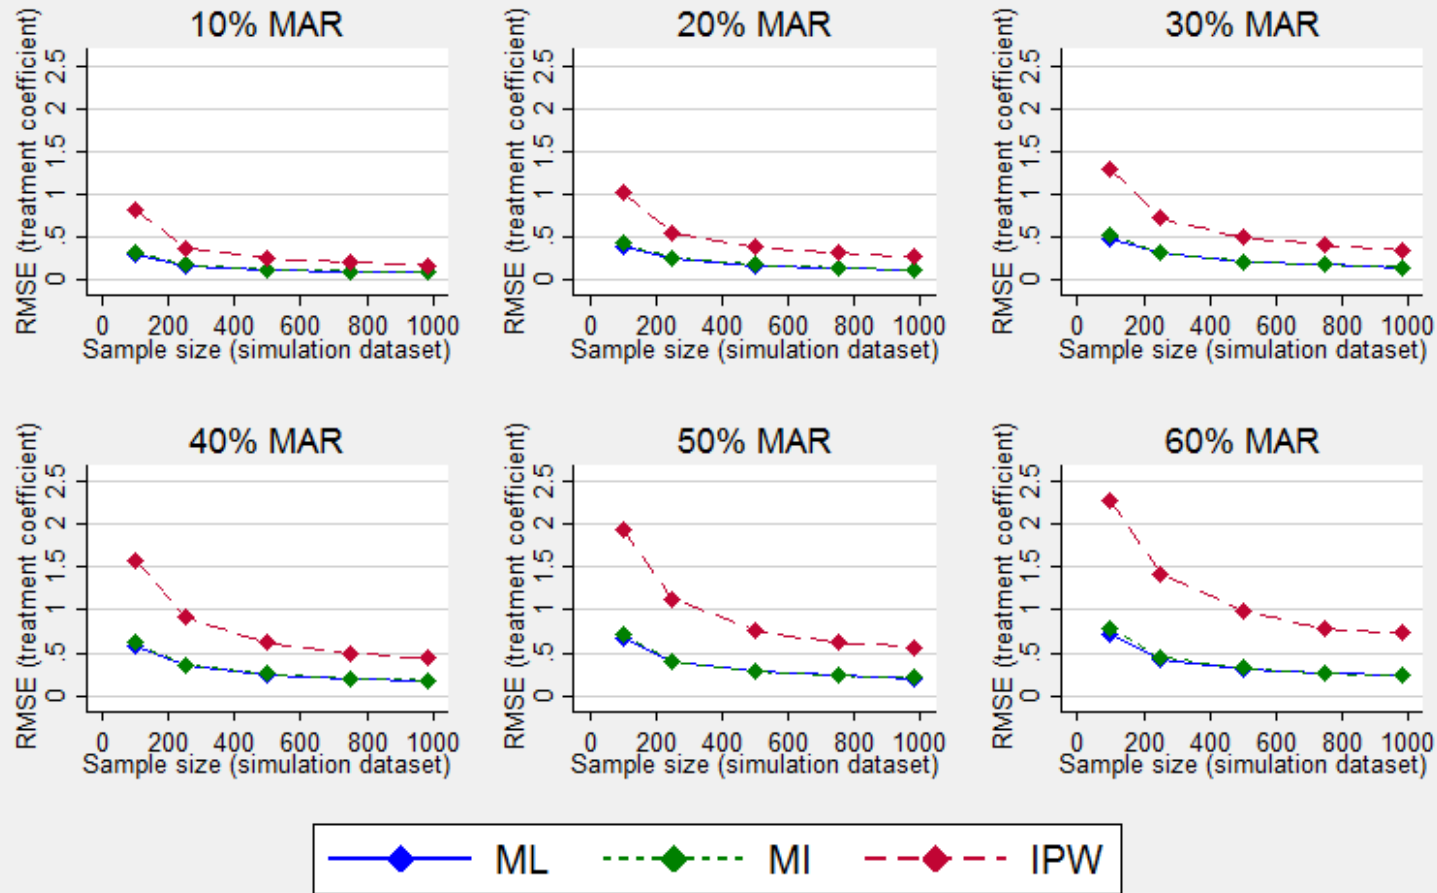 10% MAR
20% MAR
30% MAR
RMSE (treatment coefficient)
0 .5 1 1.5 2 2.5
RMSE (treatment coefficient)
0 .5 1 1.5 2 2.5
RMSE (treatment coefficient)
0 .5 1 1.5 2 2.5
0 200 400 600 800 1000
0 200 400 600 800 1000
0 200 400 600 800 1000
Sample size (simulation dataset)
Sample size (simulation dataset)
Sample size (simulation dataset)
40% MAR
50% MAR
60% MAR
RMSE (treatment coefficient)
0 .5 1 1.5 2 2.5
RMSE (treatment coefficient)
0 .5 1 1.5 2 2.5
RMSE (treatment coefficient)
0 .5 1 1.5 2 2.5
0 200 400 600 800 1000
0 200 400 600 800 1000
0 200 400 600 800 1000
Sample size (simulation dataset)
Sample size (simulation dataset)
Sample size (simulation dataset)
ML MI IPW